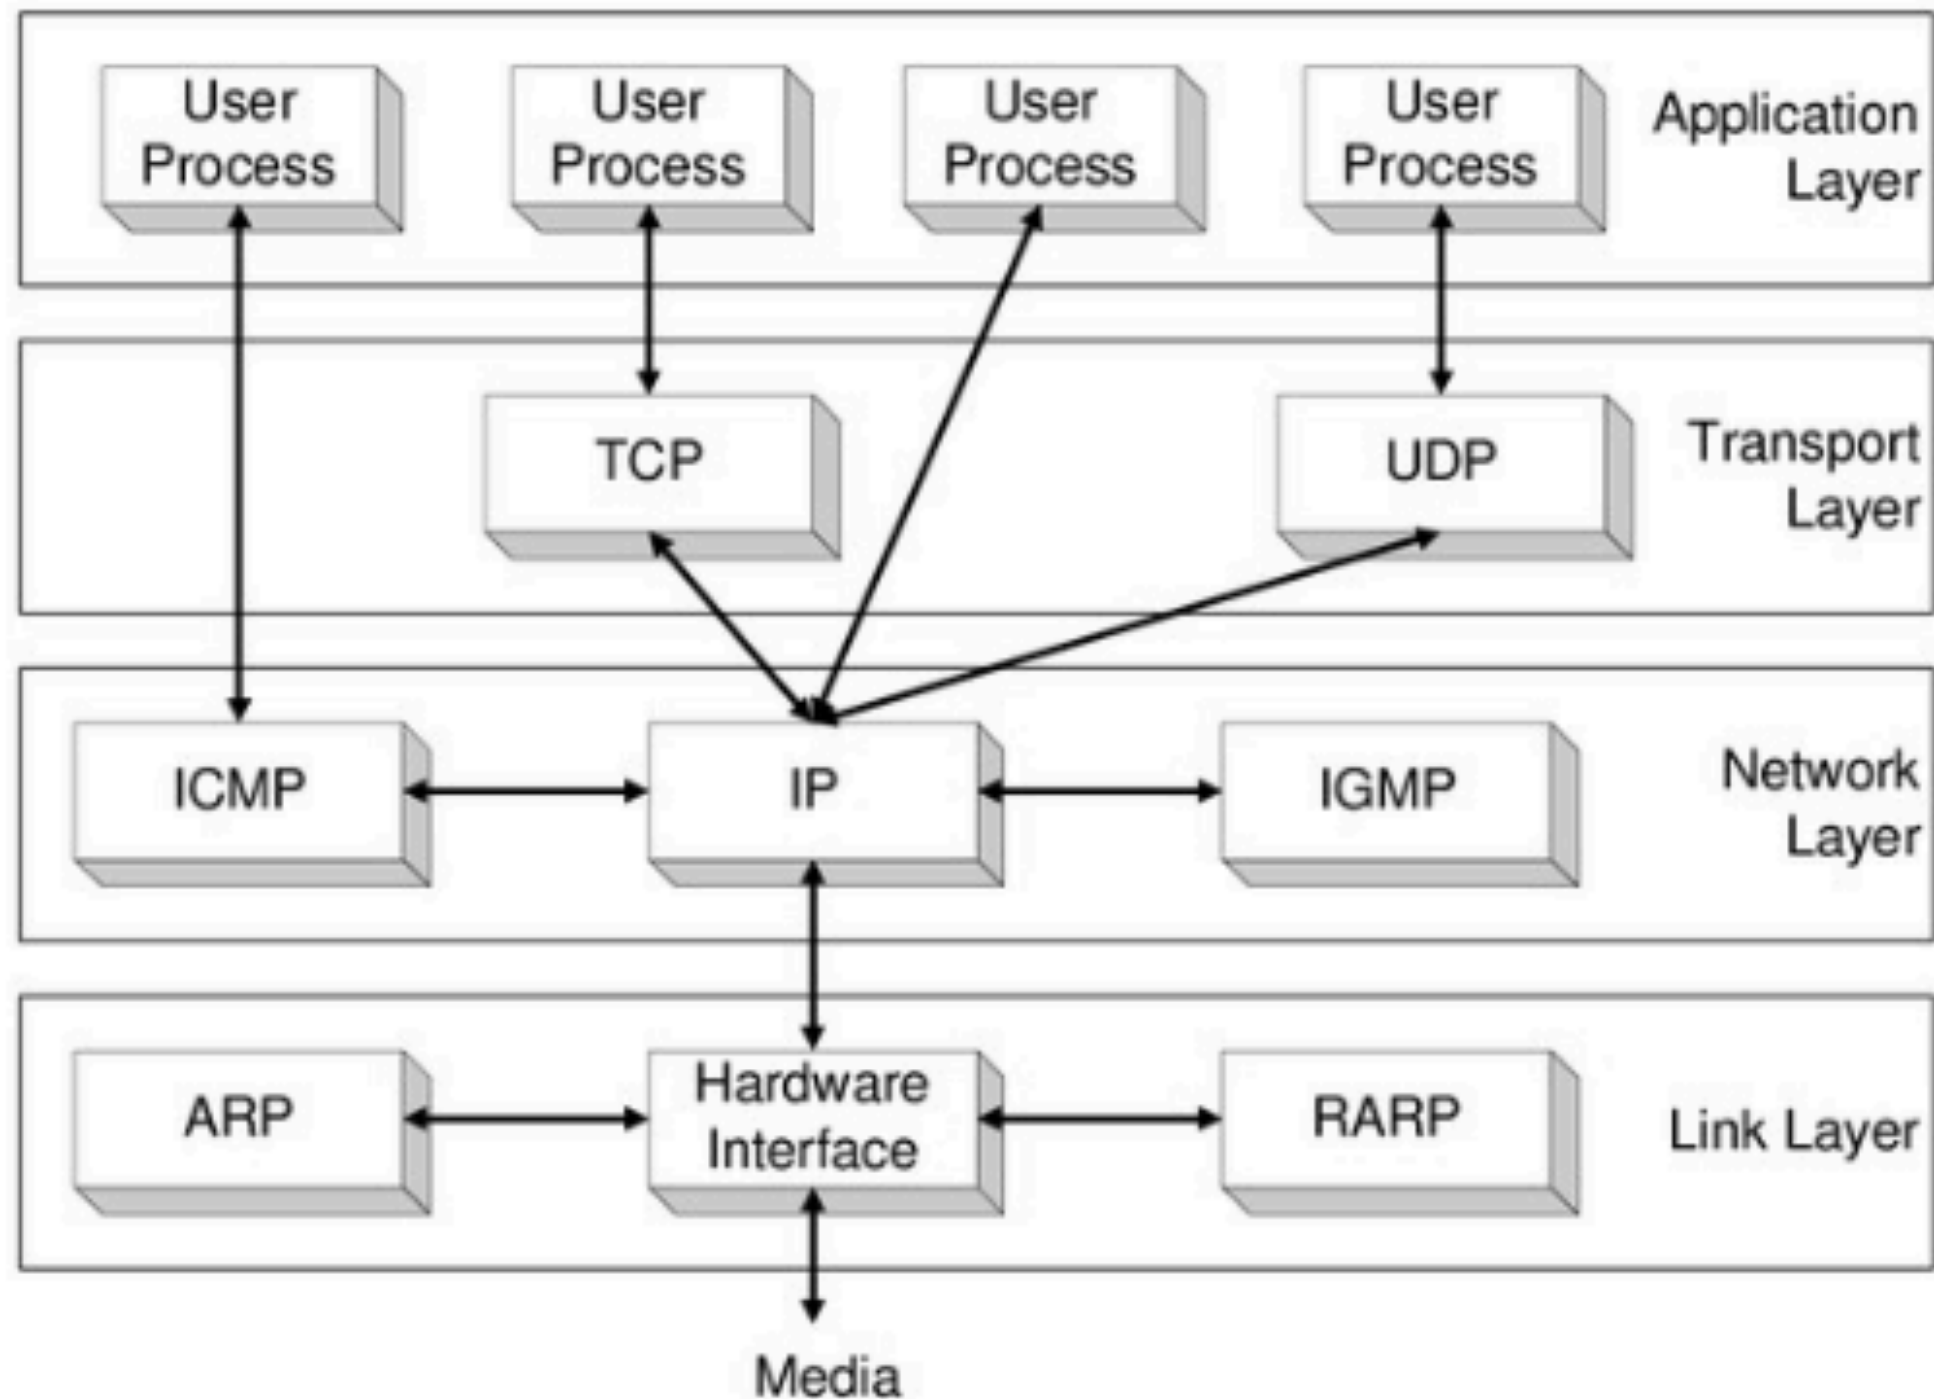 User
Process
User
Process
User
Process
User
Process
Application
Layer
TCP
UDP
Transport
Layer
ICMP
IP
IGMP
Network
Layer
ARP
Hardware
Interface
RARP
Link Layer
Media